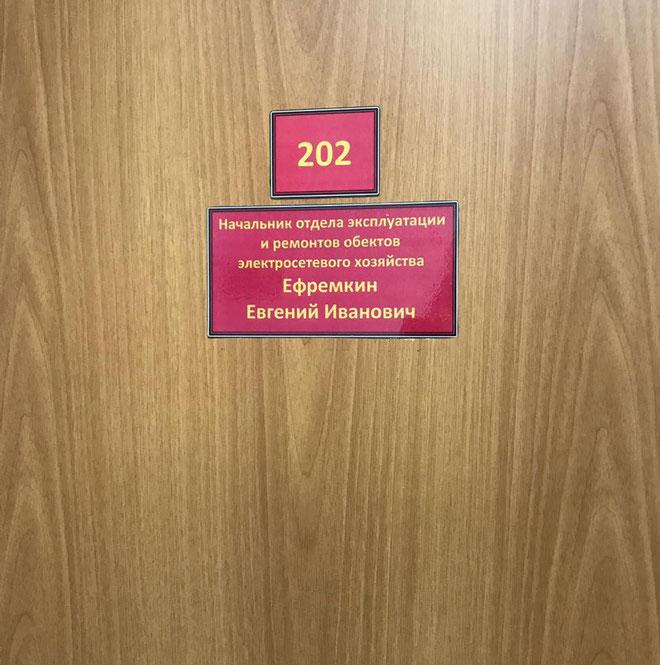 202
Начальник отдела эксплуатации
и ремонтов обектов
электросетевого хозяйства
Ефремкин
Евгений Иванович